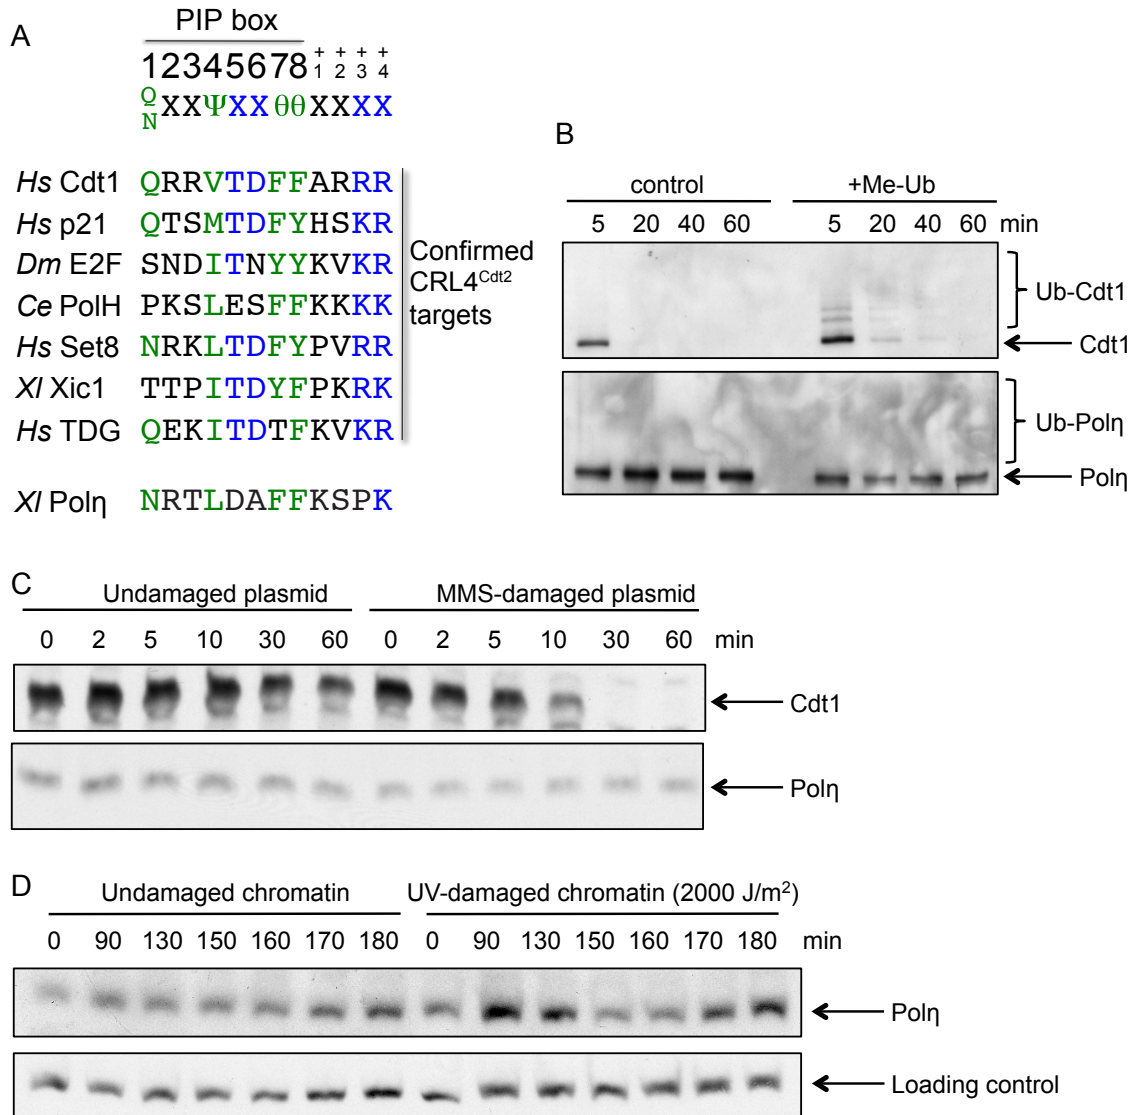 A
PIP box
12345678 +1 +2 +3 +4
Q/N XXΨXXθθXXXX
Hs Cdt1 QRRVTDFFARRR
Hs p21 QTSMTDFYHSKR
Dm E2F SNDITNYYKVKR
Ce PolH PKSLESFFKKKK
Hs Set8 NRKLTDFYPVRR
Xl Xic1 TTPITDYFPKRK
Hs TDG QEKITDTFKVKR
Confirmed
CRL4Cdt2
targets
Xl Polη NRTLDAFFKSPK
B
control +Me-Ub
5 20 40 60 5 20 40 60 min
Ub-Cdt1
Cdt1
Ub-Polη
Polη
C
Undamaged plasmid MMS-damaged plasmid
0 2 5 10 30 60 0 2 5 10 30 60 min
Cdt1
Polη
D
Undamaged chromatin UV-damaged chromatin (2000 J/m2)
0 90 130 150 160 170 180 0 90 130 150 160 170 180 min
Polη
Loading control